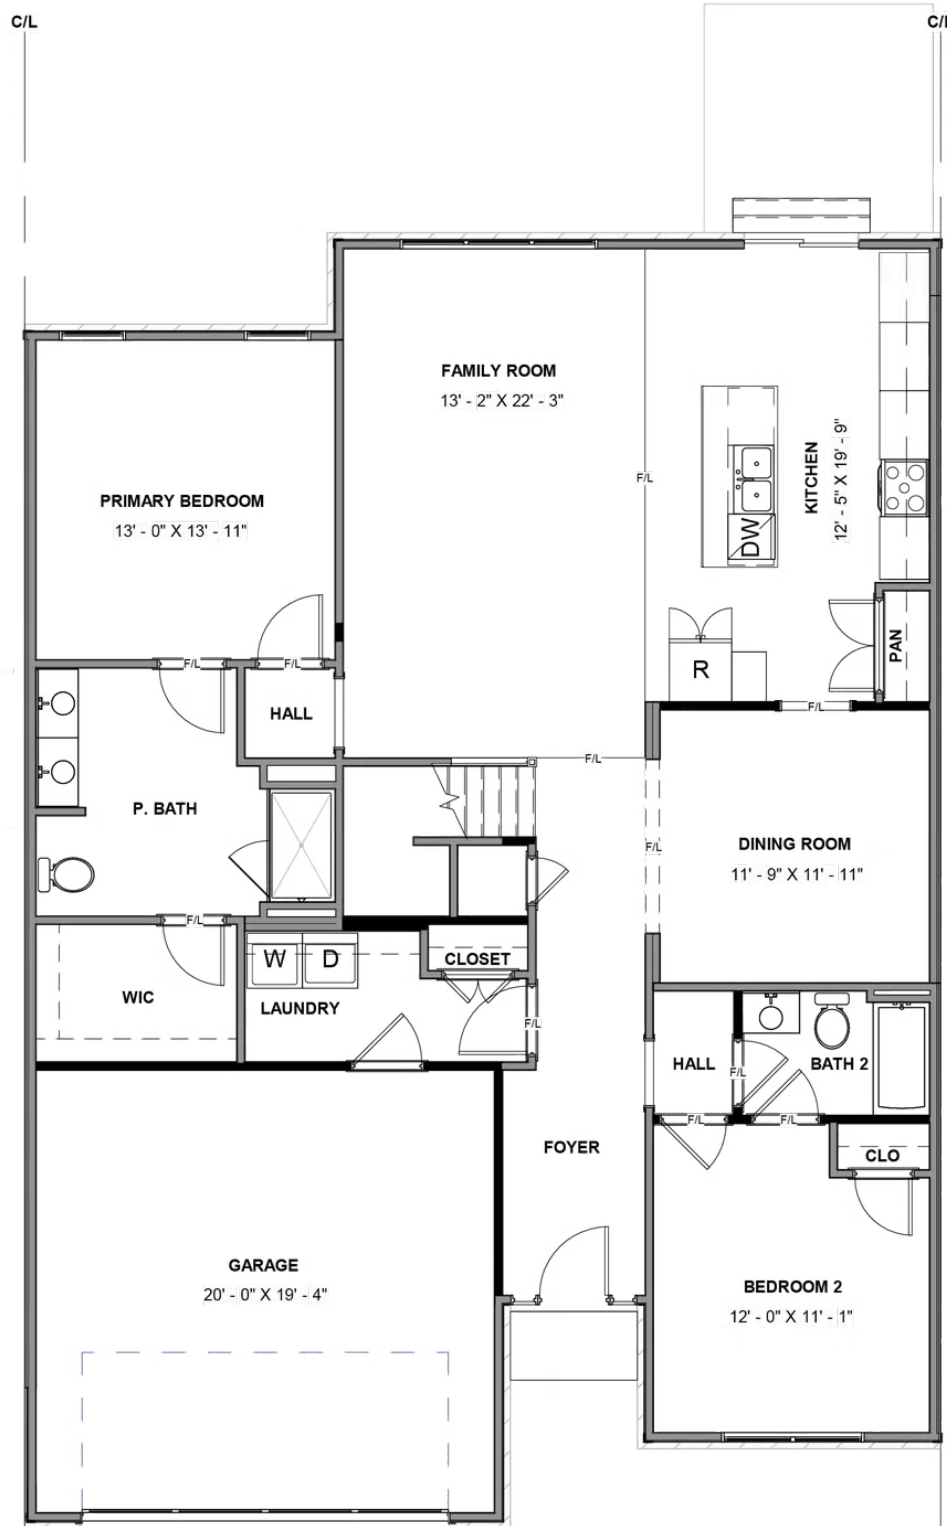 C/L
C/L
FAMILY ROOM
13' - 2" X 22' - 3"
KITCHEN
12' - 5" X 19' - 9"
F/L
DW
PRIMARY BEDROOM
13' - 0" X 13' - 11"
PAN
R
F/L
F/L
HALL
F/L
F/L
P. BATH
F/L
DINING ROOM
11' - 9" X 11' - 11"
F/L
W
D
CLOSET
WIC
LAUNDRY
F/L
HALL
F/L
BATH 2
F/L
F/L
FOYER
CLO
GARAGE
20' - 0" X 19' - 4"
BEDROOM 2
12' - 0" X 11' - 1"